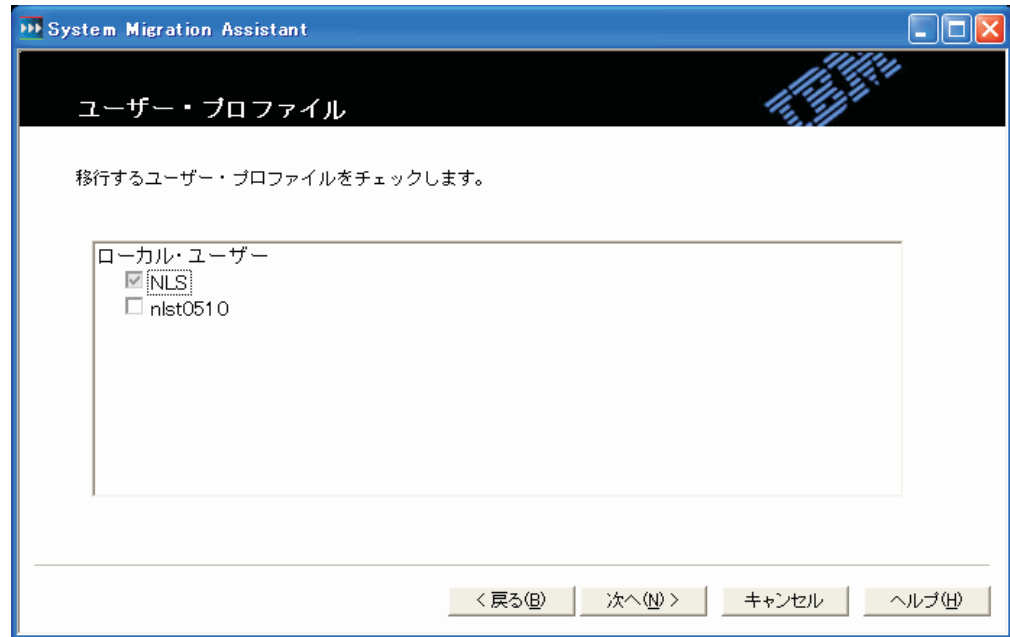 System Migration Assistant
IBM
ユーザー・プロファイル
移行するユーザー・プロファイルをチェックします。
ローカル・ユーザー
NLS
nlst0510
< 戻る(B) 次へ(N) > キャンセル ヘルプ(H)